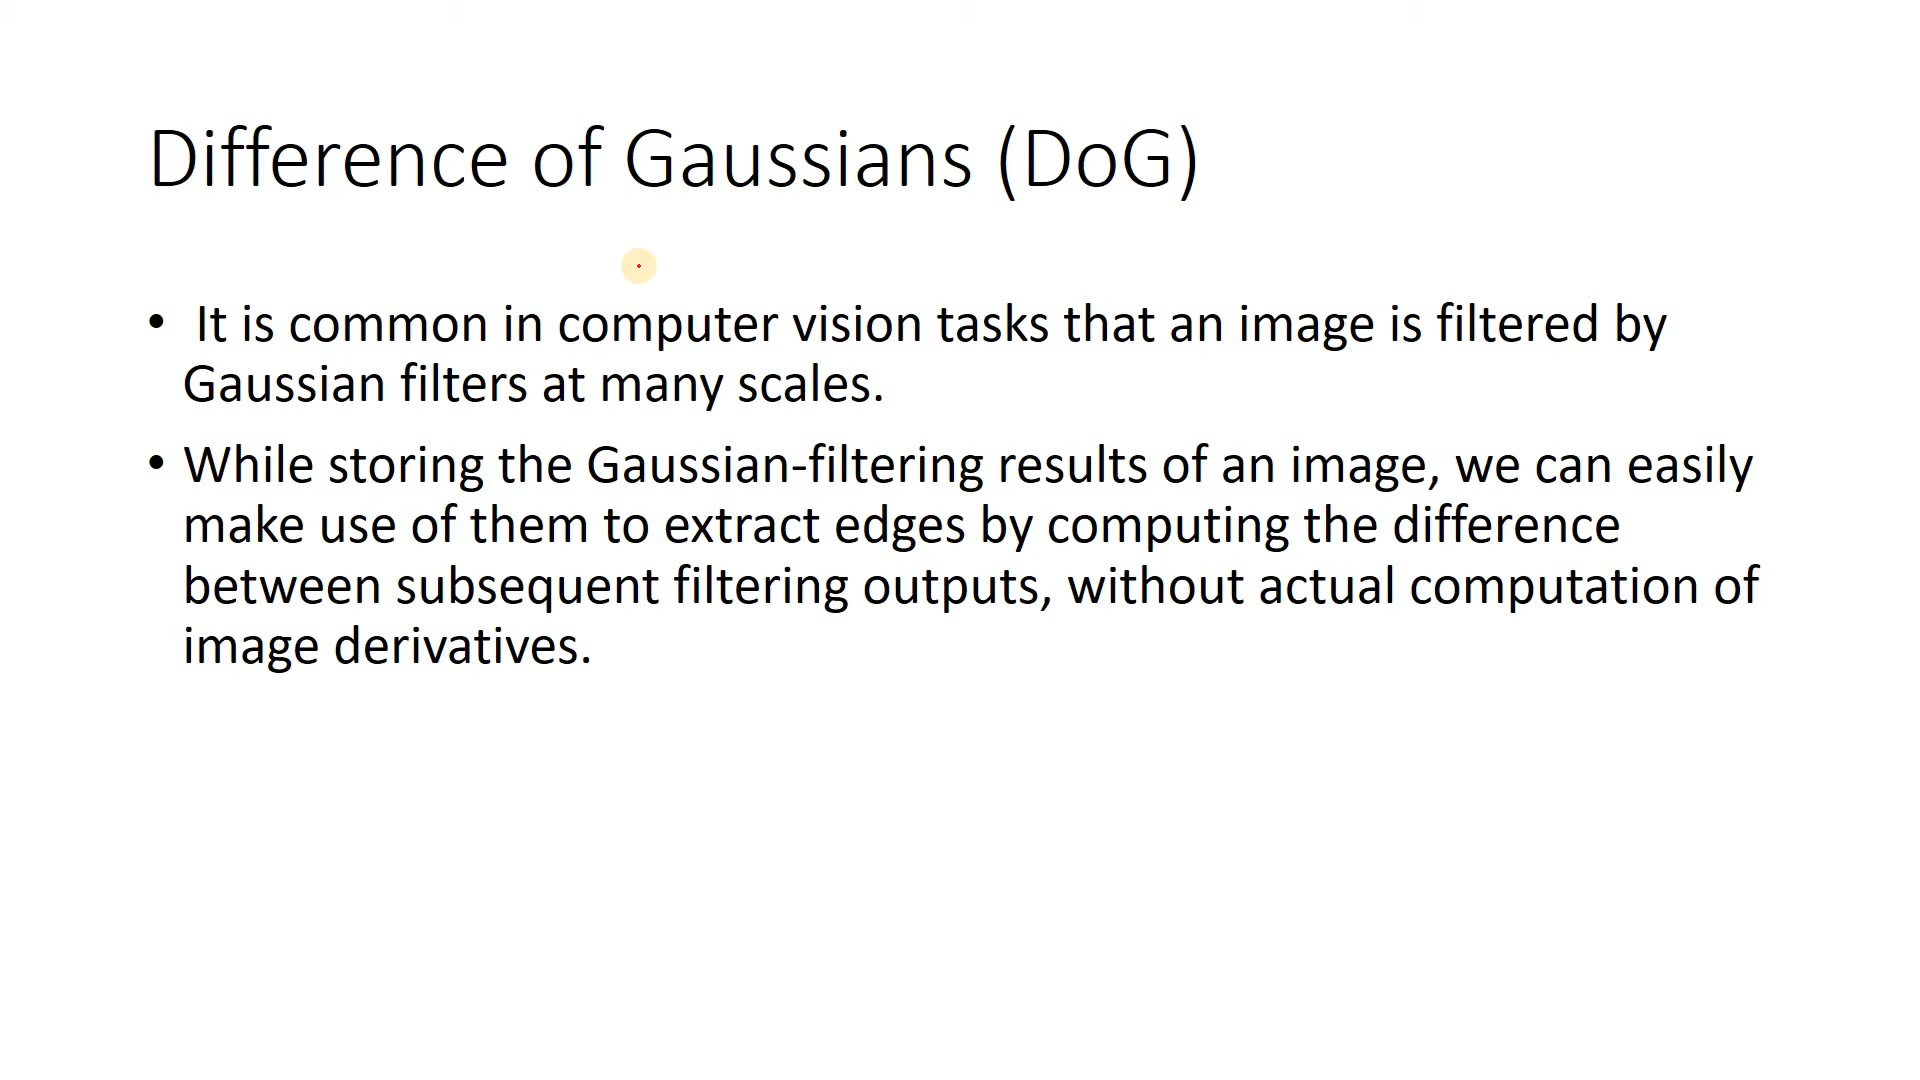 Difference of Gaussians (DoG)
• It is common in computer vision tasks that an image is filtered by
Gaussian filters at many scales.
• While storing the Gaussian-filtering results of an image, we can easily
make use of them to extract edges by computing the difference
between subsequent filtering outputs, without actual computation of
image derivatives.